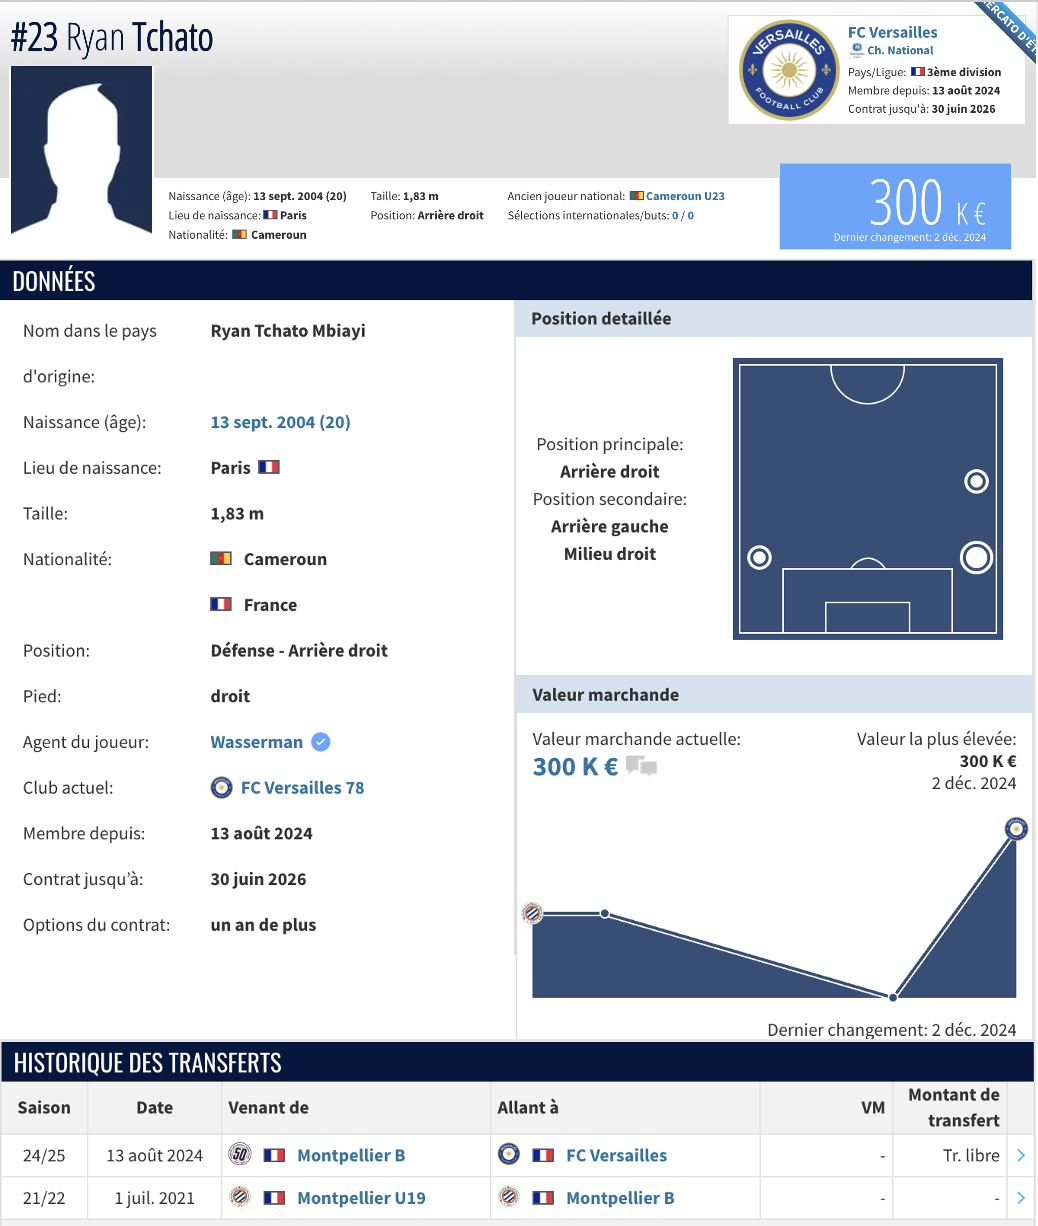 #23 Ryan Tchato
FC Versailles
Ch. National
Pays/Ligue: 3ème division
Membre depuis: 13 août 2024
Contrat jusqu'à: 30 juin 2026
VERSAILLES
FOOTBALL CLUB
Naissance (âge): 13 sept. 2004 (20)
Lieu de naissance: Paris
Nationalité: Cameroun
Taille: 1,83 m
Position: Arrière droit
Ancien joueur national: Cameroun U23
Sélections internationales/buts: 0 / 0
300 K €
Dernier changement: 2 déc. 2024
DONNÉES
Nom dans le pays d'origine: Ryan Tchato Mbiayi
Naissance (âge): 13 sept. 2004 (20)
Lieu de naissance: Paris
Taille: 1,83 m
Nationalité: Cameroun
France
Position: Défense - Arrière droit
Pied: droit
Agent du joueur: Wasserman
Club actuel: FC Versailles 78
Membre depuis: 13 août 2024
Contrat jusqu’à: 30 juin 2026
Options du contrat: un an de plus
Position detaillée
Position principale:
Arrière droit
Position secondaire:
Arrière gauche
Milieu droit
Valeur marchande
Valeur marchande actuelle:
300 K €
Valeur la plus élevée:
300 K €
2 déc. 2024
Dernier changement: 2 déc. 2024
HISTORIQUE DES TRANSFERTS
Saison Date Venant de Allant à VM Montant de transfert
24/25 13 août 2024 Montpellier B FC Versailles - Tr. libre
21/22 1 juil. 2021 Montpellier U19 Montpellier B - -